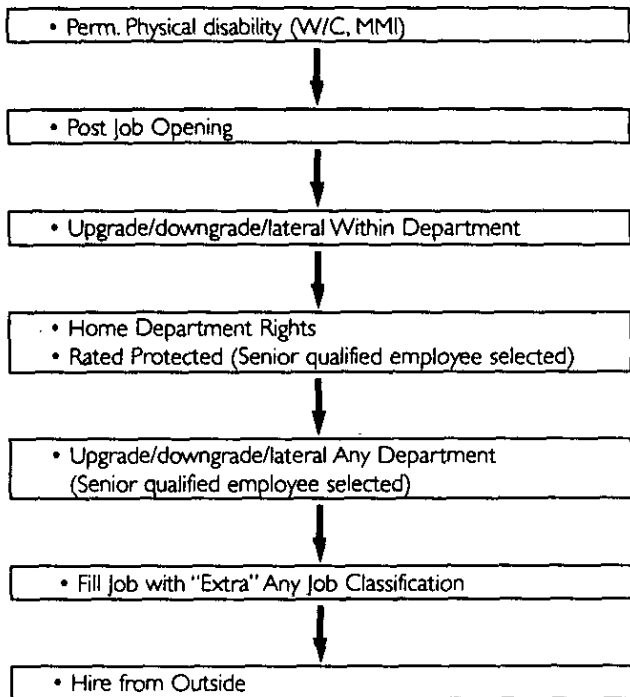 • Perm. Physical disability (W/C, MMI)
• Post Job Opening
• Upgrade/downgrade/lateral Within Department
• Home Department Rights
• Rated Protected (Senior qualified employee selected)
• Upgrade/downgrade/lateral Any Department
(Senior qualified employee selected)
• Fill Job with "Extra" Any Job Classification
• Hire from Outside